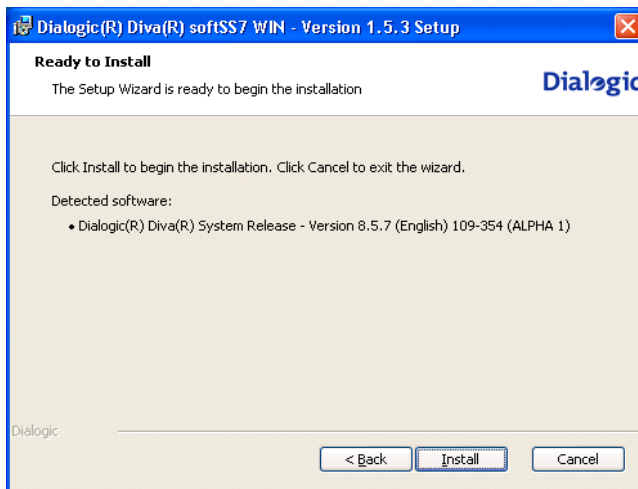 Dialogic(R) Diva(R) softSS7 WIN - Version 1.5.3 Setup
Ready to Install
The Setup Wizard is ready to begin the installation
Dialogic
Click Install to begin the installation. Click Cancel to exit the wizard.
Detected software:
• Dialogic(R) Diva(R) System Release - Version 8.5.7 (English) 109-354 (ALPHA 1)
Dialogic
< Back
Install
Cancel